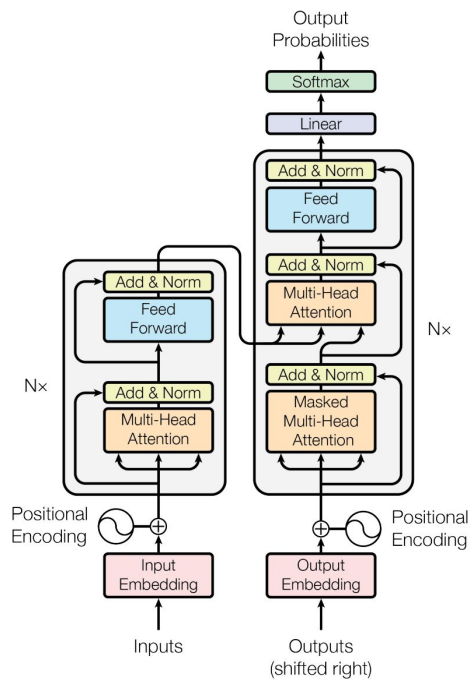 Output
Probabilities
Softmax
Linear
Add & Norm
Feed
Forward
Add & Norm
Multi-Head
Attention
Nx
Add & Norm
Masked
Multi-Head
Attention
Positional
Encoding
Output
Embedding
Outputs
(shifted right)
Add & Norm
Feed
Forward
Nx
Add & Norm
Multi-Head
Attention
Positional
Encoding
Input
Embedding
Inputs